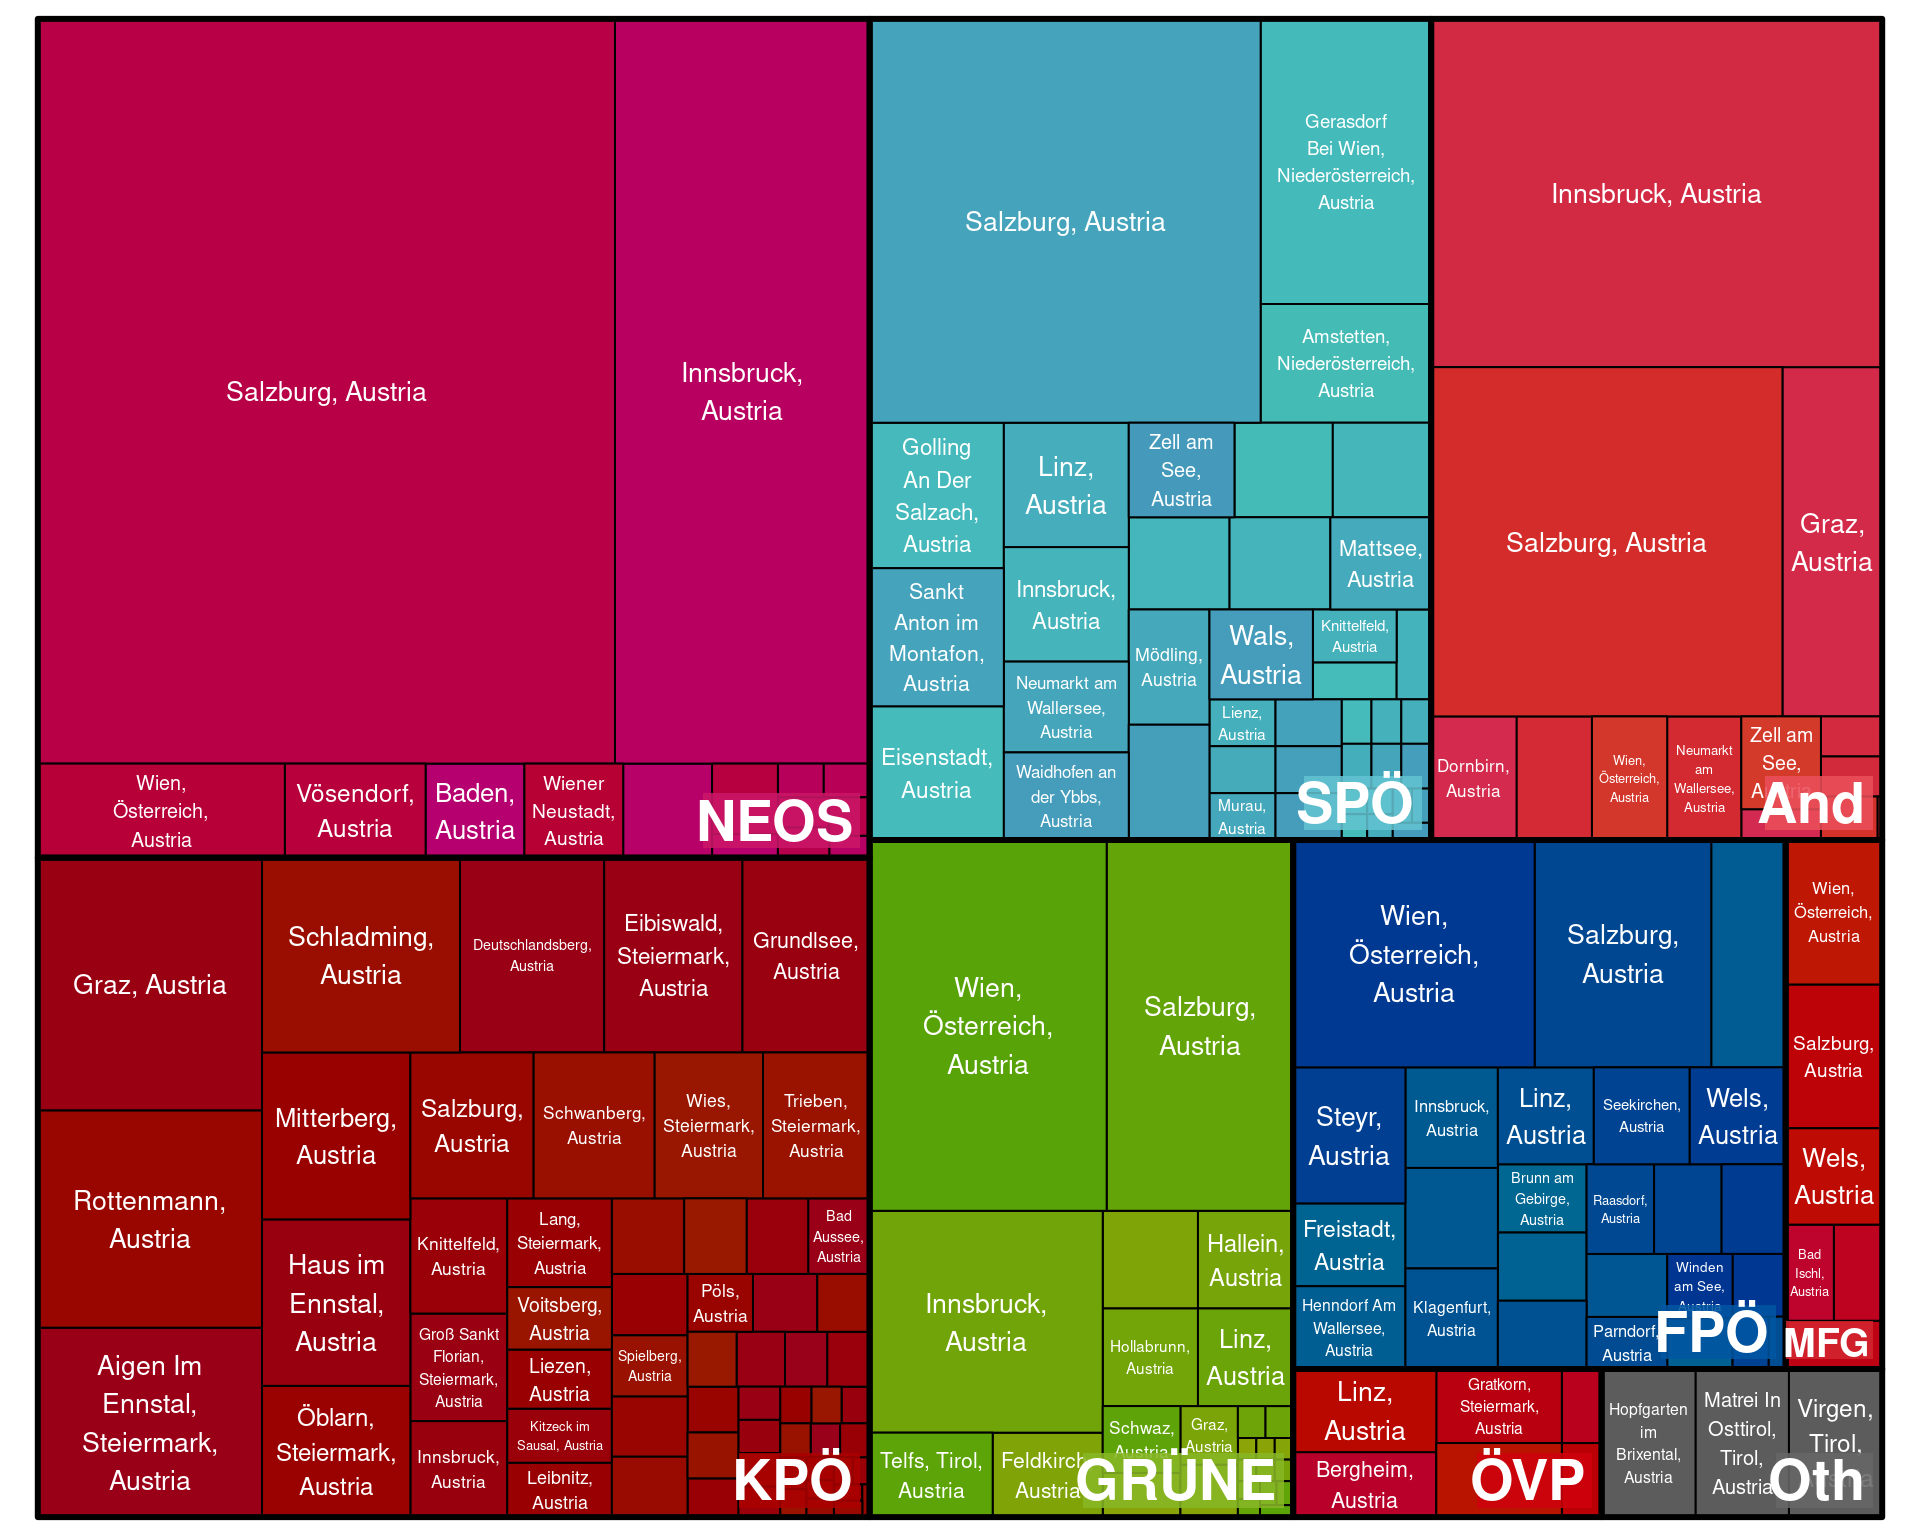 Salzburg, Austria
Innsbruck,
Austria
Wien,
Österreich,
Austria
Vösendorf,
Austria
Baden,
Austria
Wiener
Neustadt,
Austria
NEOS
Salzburg, Austria
Gerasdorf
Bei Wien,
Niederösterreich,
Austria
Amstetten,
Niederösterreich,
Austria
Golling
An Der
Salzach,
Austria
Linz,
Austria
Zell am
See,
Austria
Sankt
Anton im
Montafon,
Austria
Innsbruck,
Austria
Mattsee,
Austria
Mödling,
Austria
Wals,
Austria
Knittelfeld,
Austria
Neumarkt am
Wallersee,
Austria
Eisenstadt,
Austria
Waidhofen an
der Ybbs,
Austria
Lienz,
Austria
Murau,
Austria
SPÖ
Innsbruck, Austria
Salzburg, Austria
Graz,
Austria
Dornbirn,
Austria
Wien,
Österreich,
Austria
Neumarkt
am
Wallersee,
Austria
Zell am
See,
And
Graz, Austria
Schladming,
Austria
Deutschlandsberg,
Austria
Eibiswald,
Steiermark,
Austria
Grundlsee,
Austria
Rottenmann,
Austria
Mitterberg,
Austria
Salzburg,
Austria
Schwanberg,
Austria
Wies,
Steiermark,
Austria
Trieben,
Steiermark,
Austria
Aigen Im
Ennstal,
Steiermark,
Austria
Haus im
Ennstal,
Austria
Öblarn,
Steiermark,
Austria
Knittelfeld,
Austria
Groß Sankt
Florian,
Steiermark,
Austria
Innsbruck,
Austria
Lang,
Steiermark,
Austria
Voitsberg,
Austria
Liezen,
Austria
Kitzeck im
Sausal, Austria
Leibnitz,
Austria
Bad
Aussee,
Austria
Pöls,
Austria
Spielberg,
Austria
KPÖ
Wien,
Österreich,
Austria
Salzburg,
Austria
Innsbruck,
Austria
Hallein,
Austria
Hollabrunn,
Austria
Linz,
Austria
Telfs, Tirol,
Austria
Feldkirch,
Austria
Schwaz,
Austria
Graz,
Austria
GRÜNE
Wien,
Österreich,
Austria
Salzburg,
Austria
Steyr,
Austria
Innsbruck,
Austria
Linz,
Austria
Seekirchen,
Austria
Wels,
Austria
Brunn am
Gebirge,
Austria
Raasdorf,
Austria
Freistadt,
Austria
Henndorf Am
Wallersee,
Austria
Klagenfurt,
Austria
Winden
am See,
Austria
Parndorf,
Austria
FPÖ
Wien,
Österreich,
Austria
Salzburg,
Austria
Wels,
Austria
Bad
Ischl,
Austria
MFG
Linz,
Austria
Gratkorn,
Steiermark,
Austria
Bergheim,
Austria
ÖVP
Hopfgarten
im
Brixental,
Austria
Matrei In
Osttirol,
Tirol,
Austria
Virgen,
Tirol,
Oth